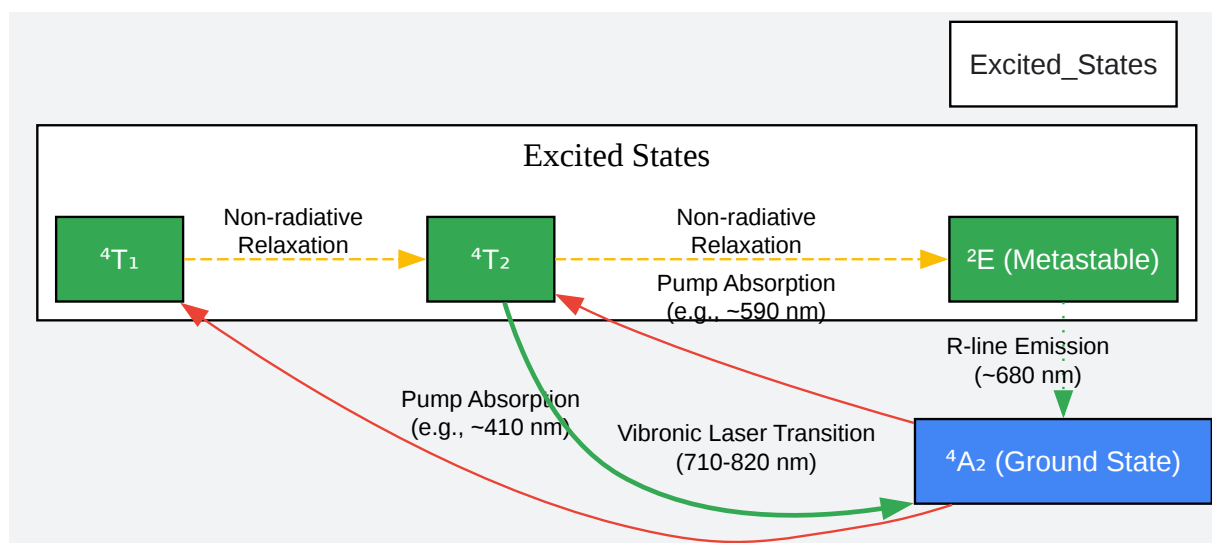 Excited_States
Excited States
Non-radiative
Relaxation
Non-radiative
Relaxation
⁴T₁
⁴T₂
²E (Metastable)
Pump Absorption
(e.g., ~590 nm)
R-line Emission
(~680 nm)
Pump Absorption
(e.g., ~410 nm)
Vibronic Laser Transition
(710-820 nm)
⁴A₂ (Ground State)